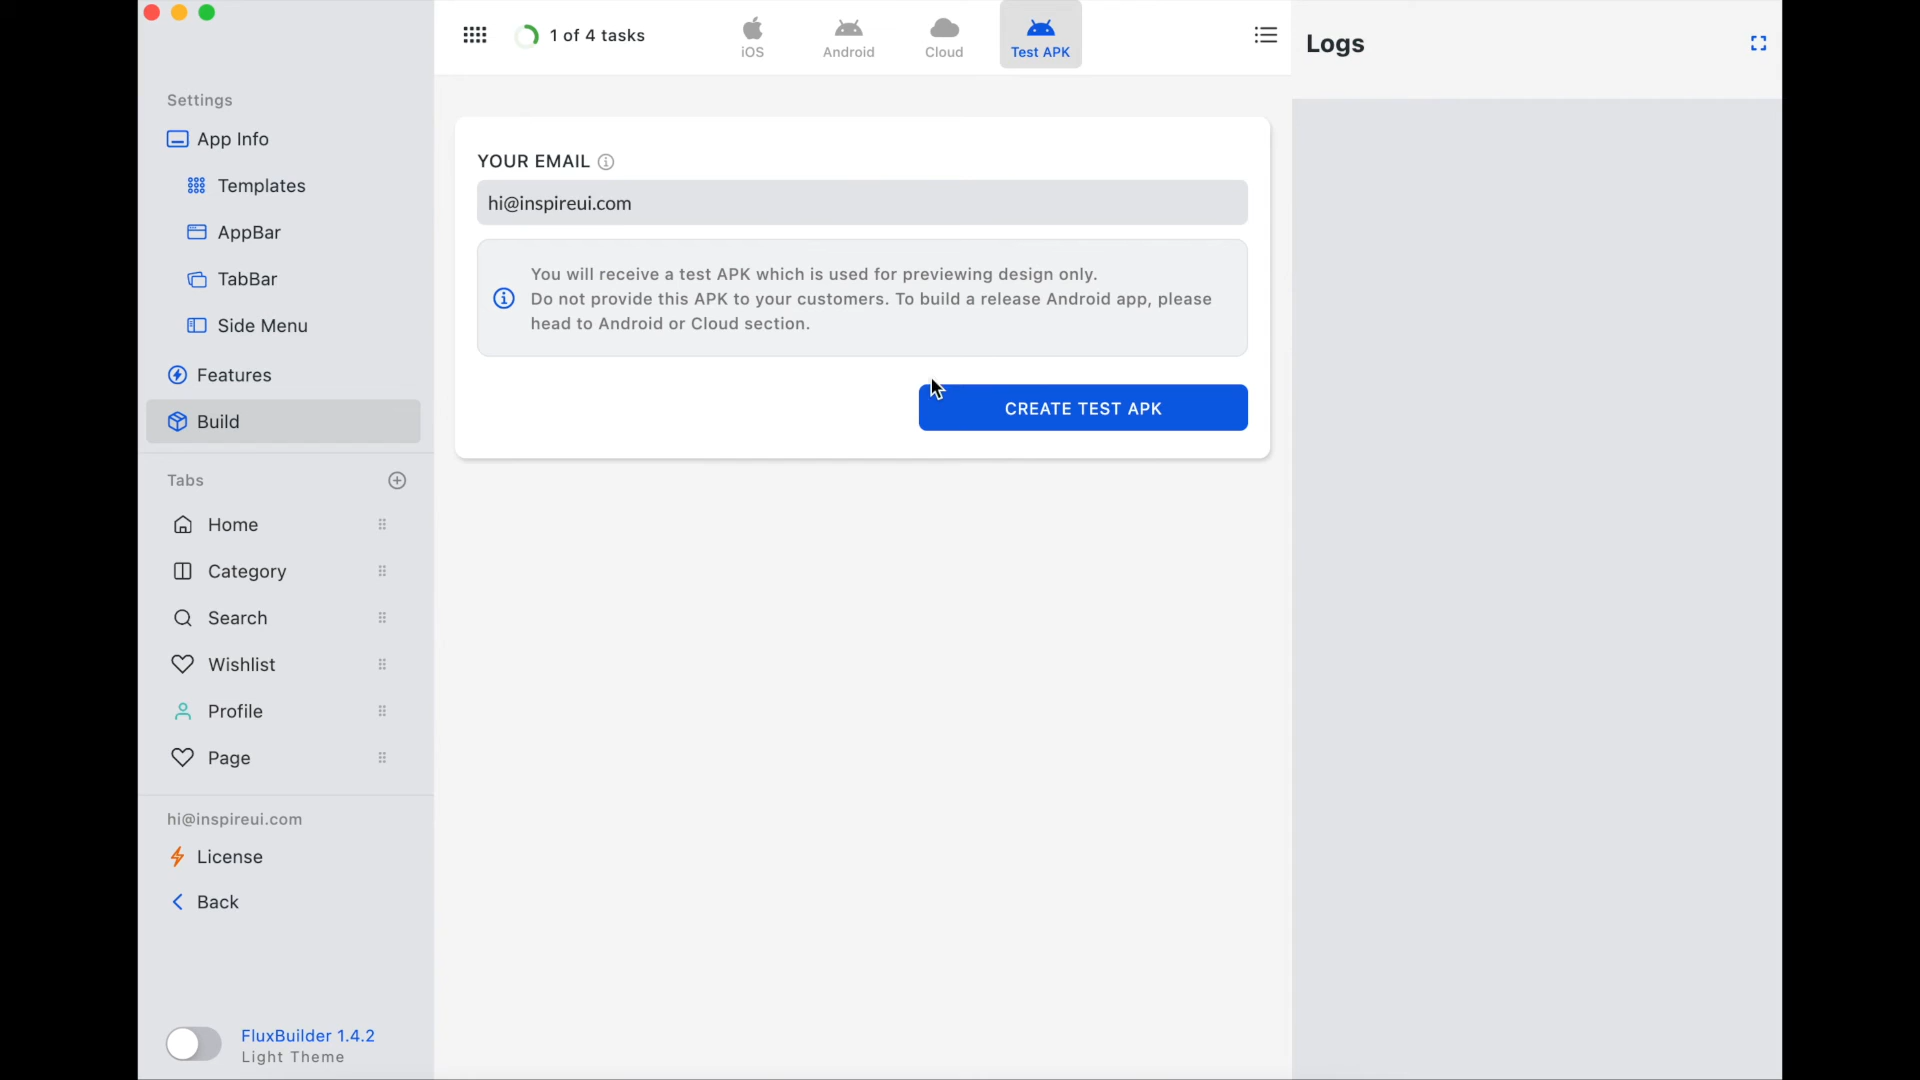 1 of 4 tasks
iOS
Android
Cloud
Test APK
Logs
Settings
App Info
Templates
AppBar
TabBar
Side Menu
Features
Build
Tabs
Home
Category
Search
Wishlist
Profile
Page
hi@inspireui.com
License
Back
FluxBuilder 1.4.2
Light Theme
YOUR EMAIL
hi@inspireui.com
You will receive a test APK which is used for previewing design only.
Do not provide this APK to your customers. To build a release Android app, please
head to Android or Cloud section.
CREATE TEST APK